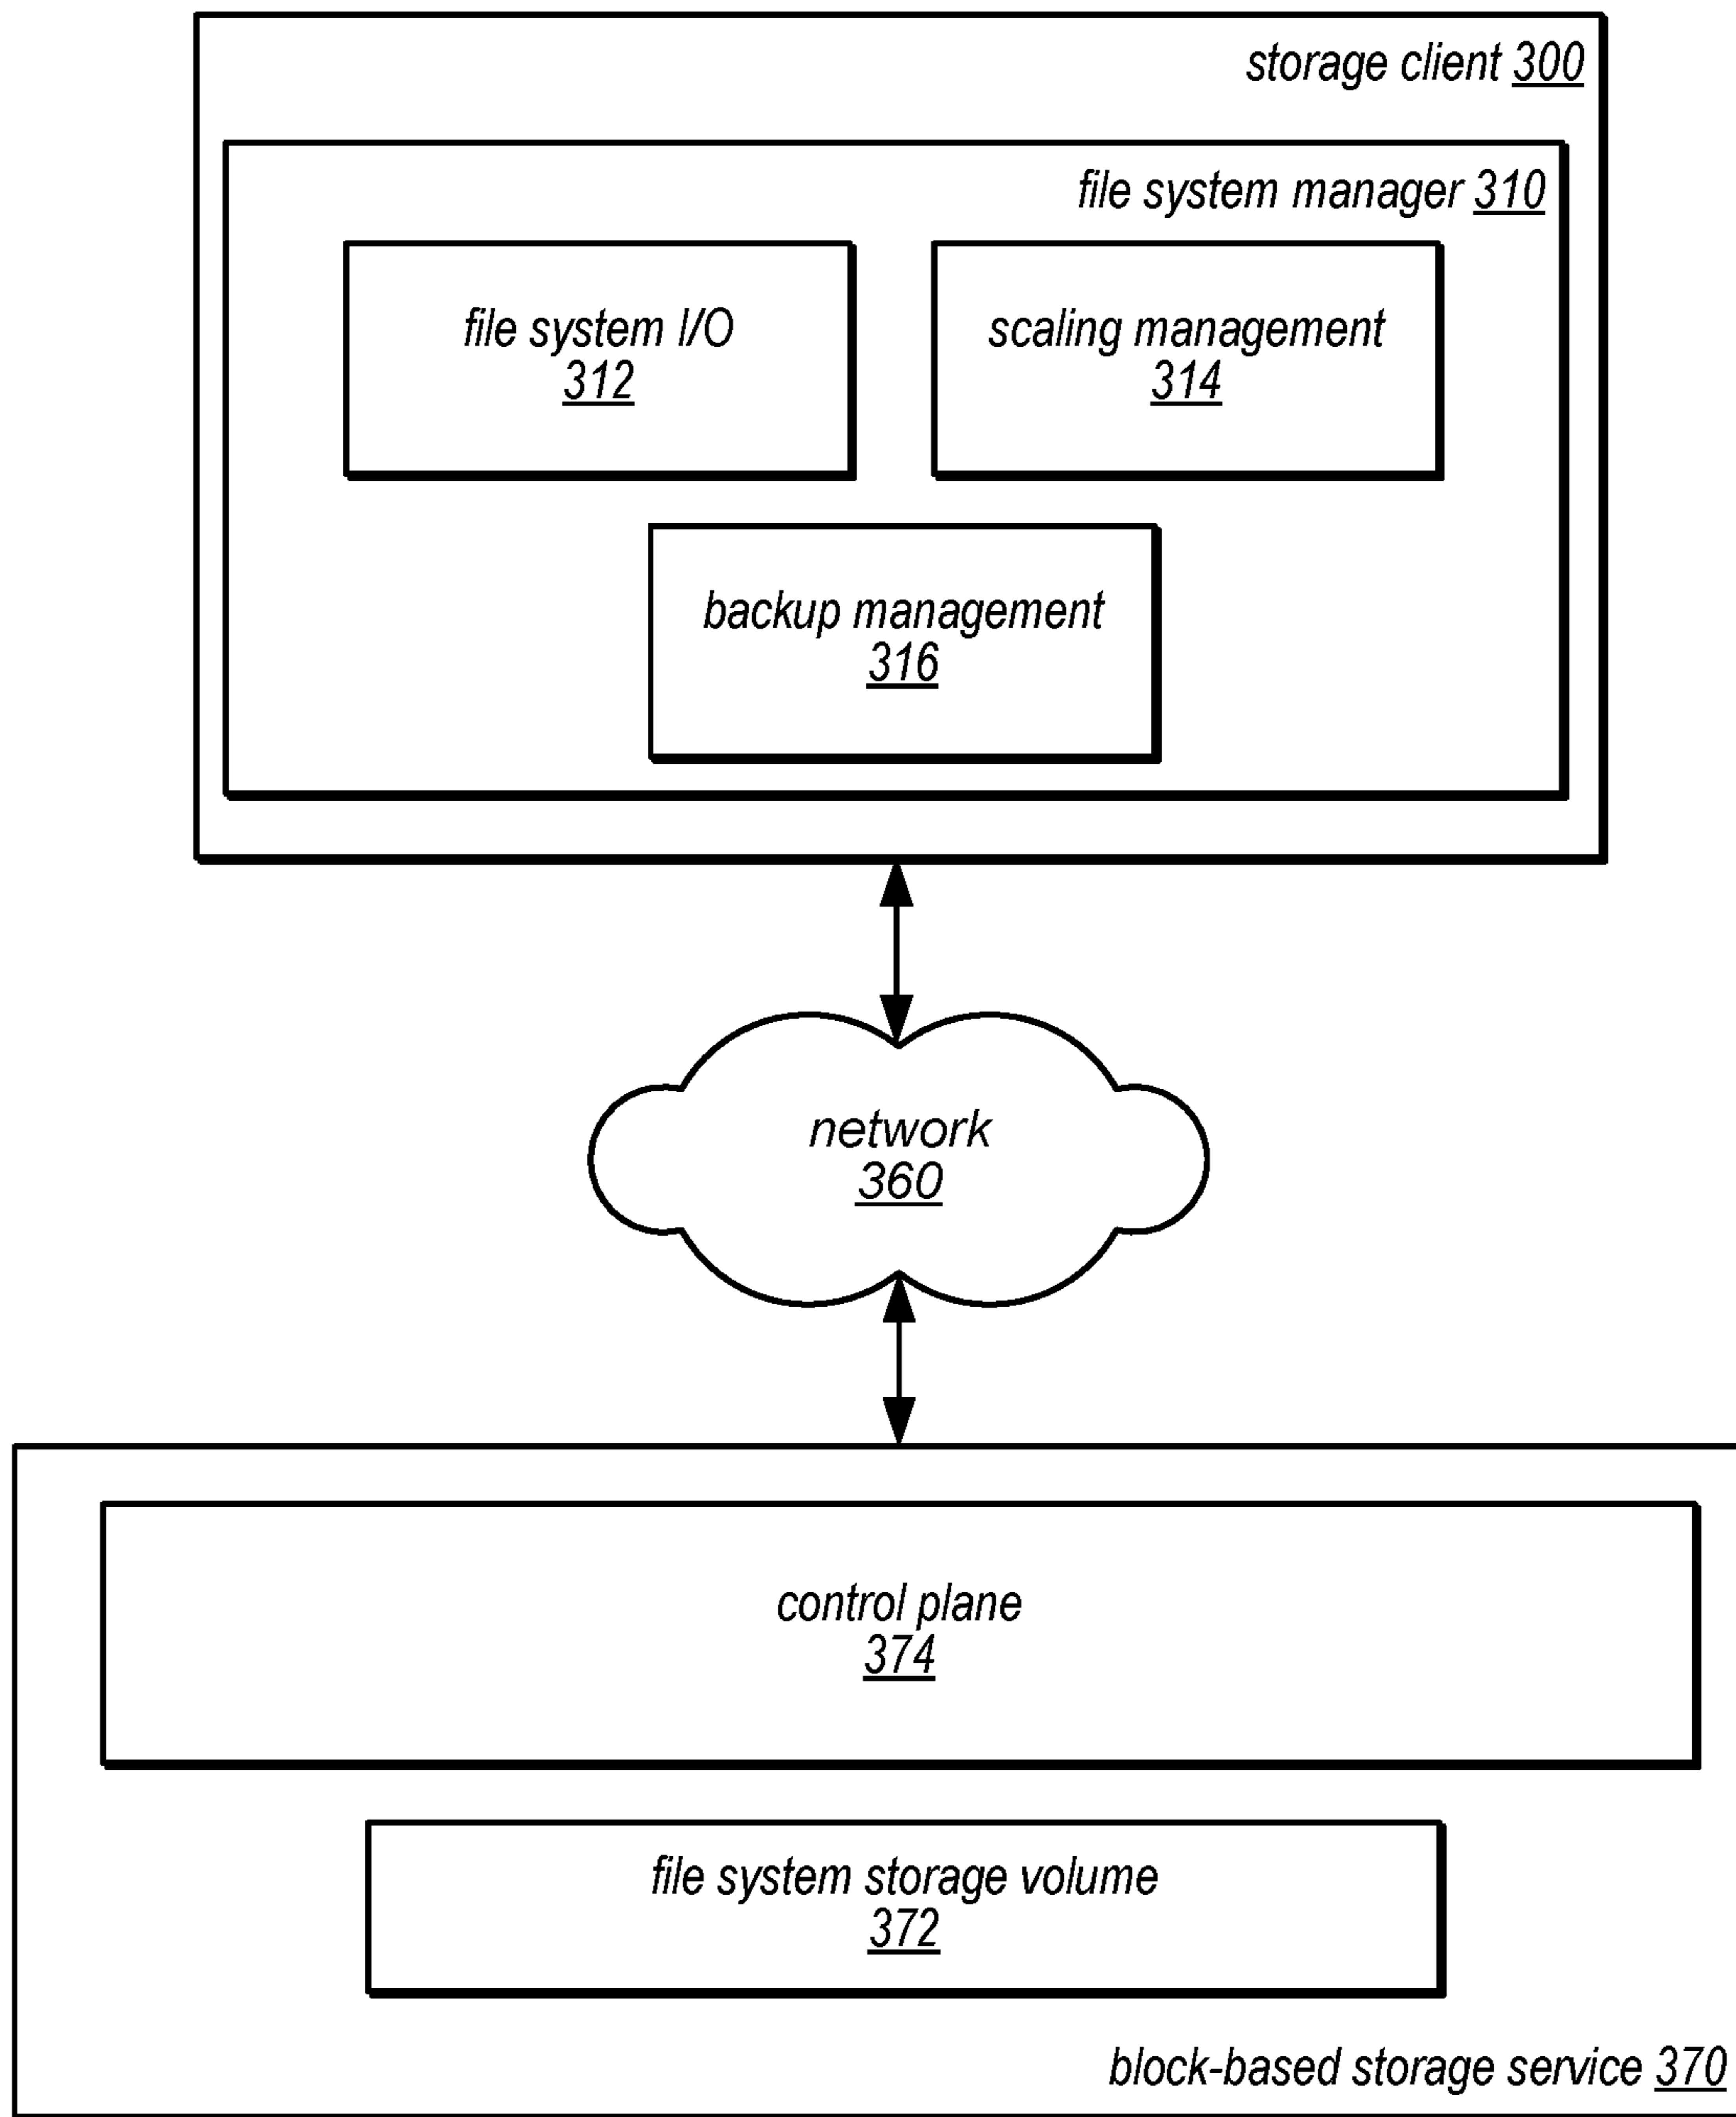 storage client 300
file system manager 310
file system I/O
312
scaling management
314
backup management
316
network
360
control plane
374
file system storage volume
372
block-based storage service 370